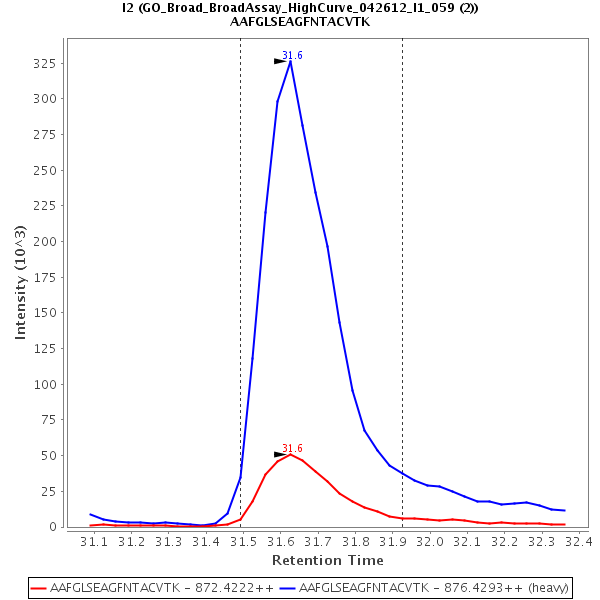 I2 (GO_Broad_BroadAssay_HighCurve_042612_I1_059 (2))
AAFGLSEAGFNTACVTK
31.6
31.6
325
300
275
250
225
200
175
150
125
100
75
50
25
0
Intensity (10^3)
31.1 31.2 31.3 31.4 31.5 31.6 31.7 31.8 31.9 32.0 32.1 32.2 32.3 32.4
Retention Time
AAFGLSEAGFNTACVTK - 872.4222++ AAFGLSEAGFNTACVTK - 876.4293++ (heavy)